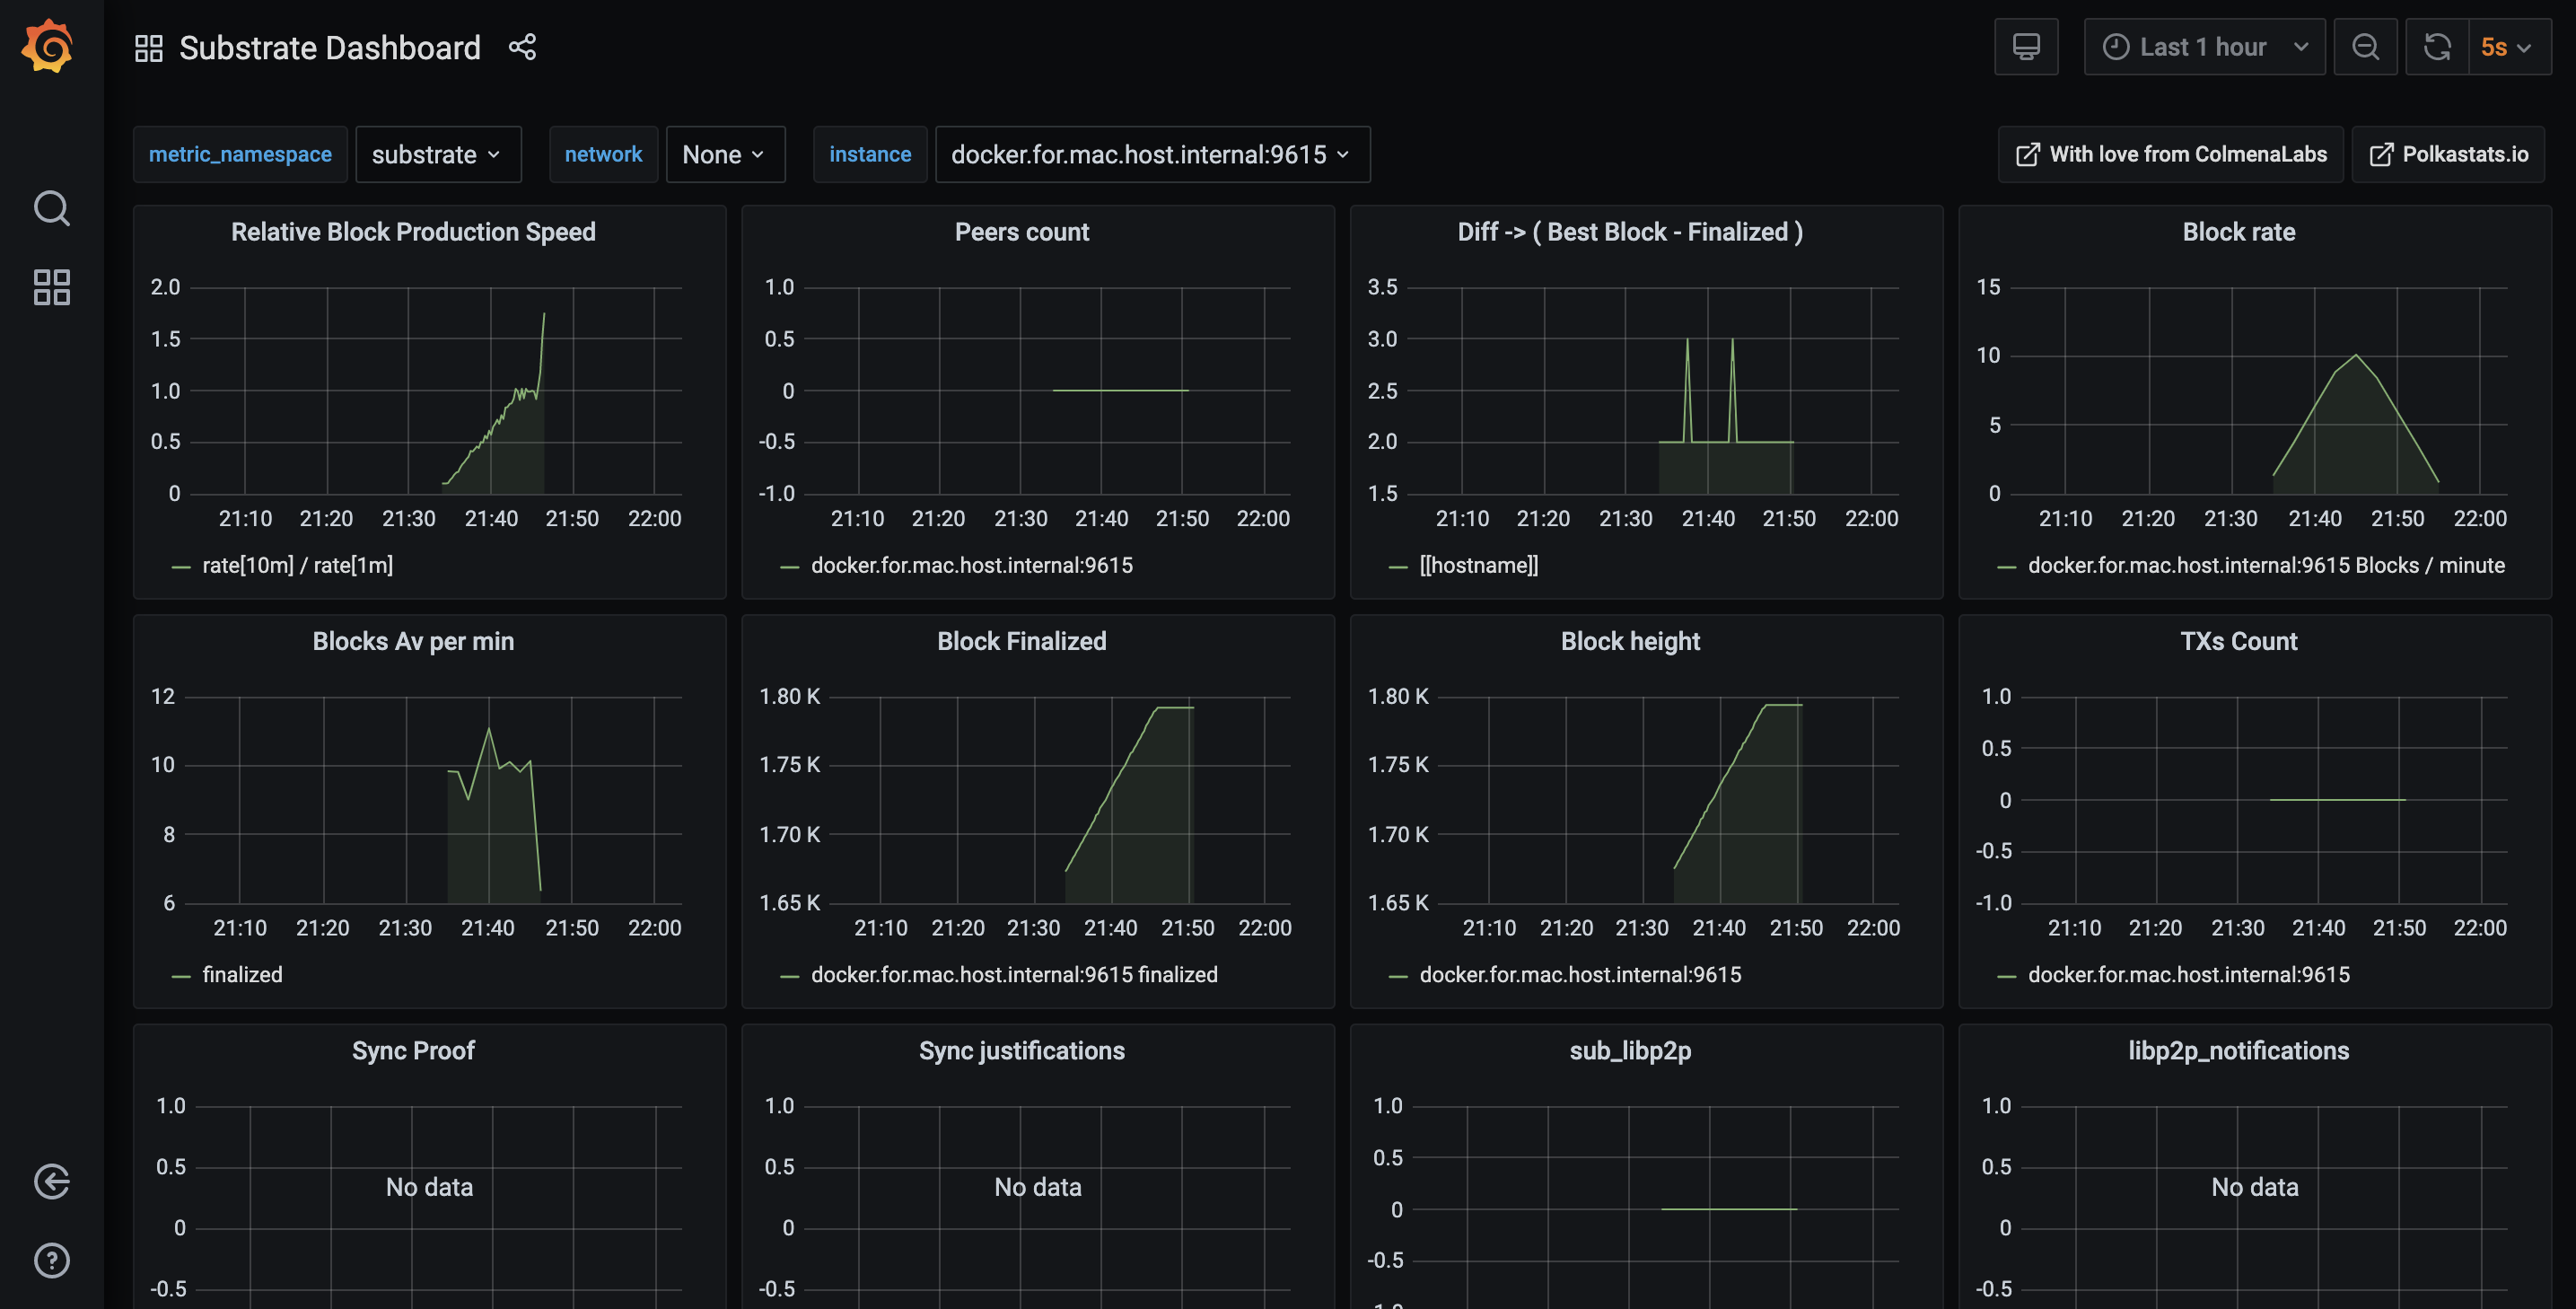 Substrate Dashboard
Last 1 hour
5s
metric_namespace substrate network None instance docker.for.mac.host.internal:9615 With love from ColmenaLabs Polkastats.io
Relative Block Production Speed
2.0
1.5
1.0
0.5
0
21:10 21:20 21:30 21:40 21:50 22:00
rate[10m] / rate[1m]
Peers count
1.0
0.5
0
-0.5
-1.0
21:10 21:20 21:30 21:40 21:50 22:00
docker.for.mac.host.internal:9615
Diff -> ( Best Block - Finalized )
3.5
3.0
2.5
2.0
1.5
21:10 21:20 21:30 21:40 21:50 22:00
[[hostname]]
Block rate
15
10
5
0
21:10 21:20 21:30 21:40 21:50 22:00
docker.for.mac.host.internal:9615 Blocks / minute
Blocks Av per min
12
10
8
6
21:10 21:20 21:30 21:40 21:50 22:00
finalized
Block Finalized
1.80 K
1.75 K
1.70 K
1.65 K
21:10 21:20 21:30 21:40 21:50 22:00
docker.for.mac.host.internal:9615 finalized
Block height
1.80 K
1.75 K
1.70 K
1.65 K
21:10 21:20 21:30 21:40 21:50 22:00
docker.for.mac.host.internal:9615
TXs Count
1.0
0.5
0
-0.5
-1.0
21:10 21:20 21:30 21:40 21:50 22:00
docker.for.mac.host.internal:9615
Sync Proof
1.0
0.5
No data
0
-0.5
Sync justifications
1.0
0.5
No data
0
-0.5
sub_libp2p
1.0
0.5
0
-0.5
-1.0
libp2p_notifications
1.0
0.5
No data
0
-0.5